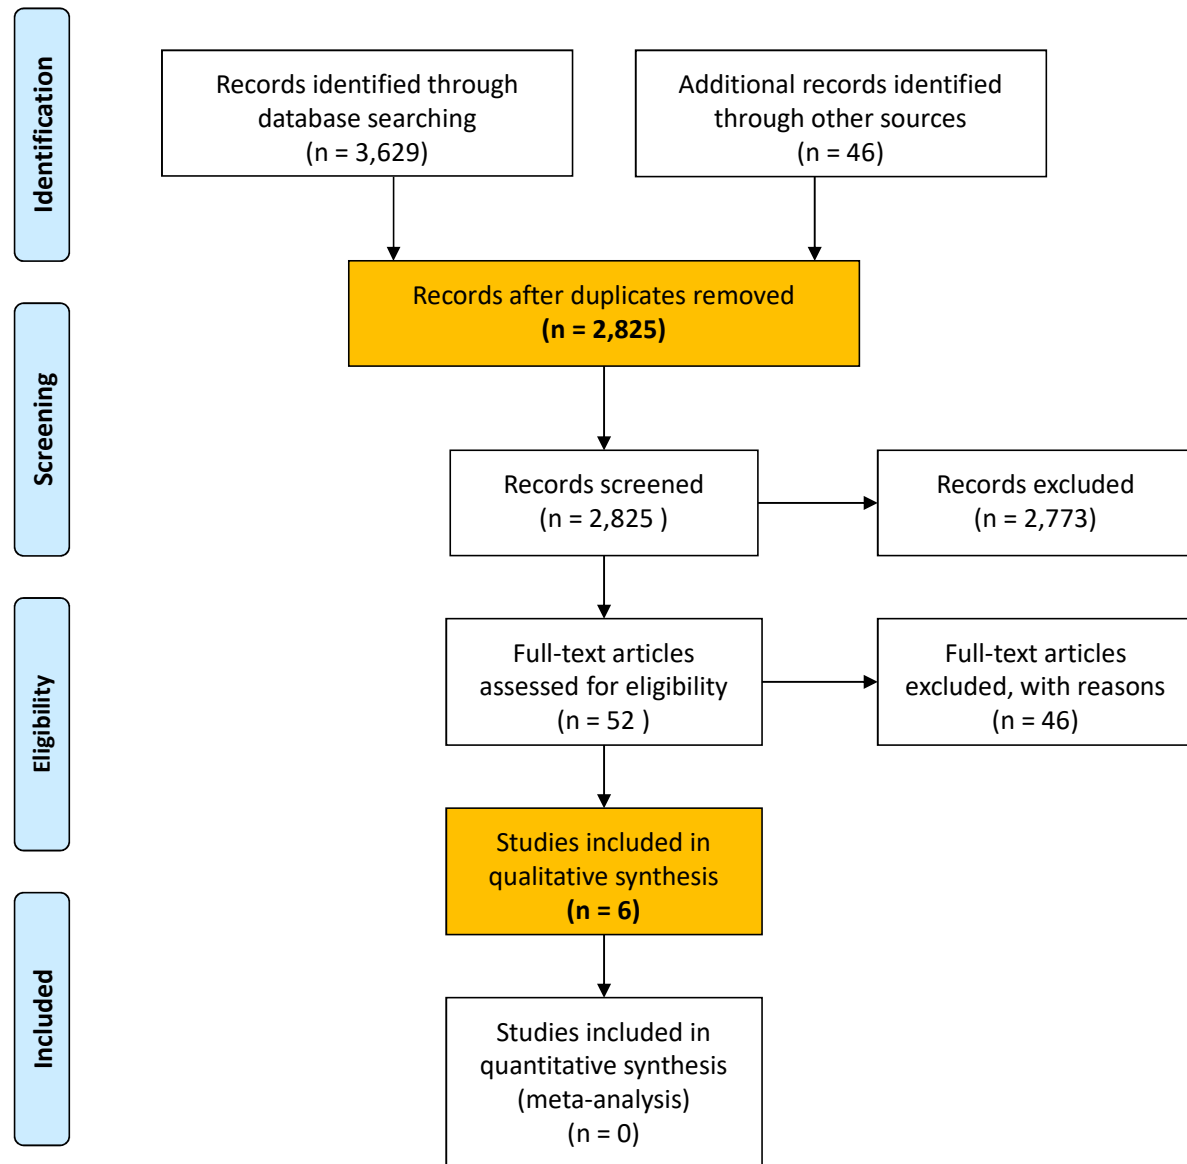 Identification
Records identified through
database searching
(n = 3,629)
Additional records identified
through other sources
(n = 46)
Records after duplicates removed
(n = 2,825)
Screening
Records screened
(n = 2,825 )
Records excluded
(n = 2,773)
Eligibility
Full-text articles
assessed for eligibility
(n = 52 )
Full-text articles
excluded, with reasons
(n = 46)
Studies included in
qualitative synthesis
(n = 6)
Included
Studies included in
quantitative synthesis
(meta-analysis)
(n = 0)